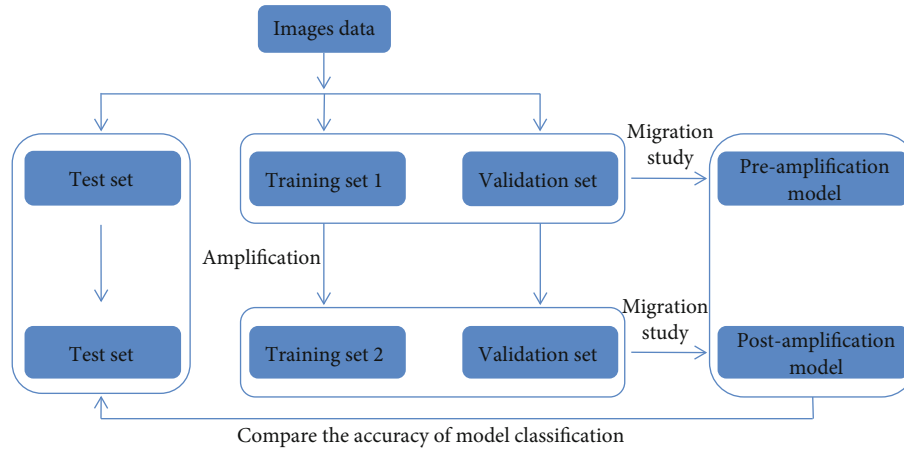 Images data
Migration
study
Test set
Training set 1
Validation set
Pre-amplification
model
Amplification
Migration
study
Test set
Training set 2
Validation set
Post-amplification
model
Compare the accuracy of model classification